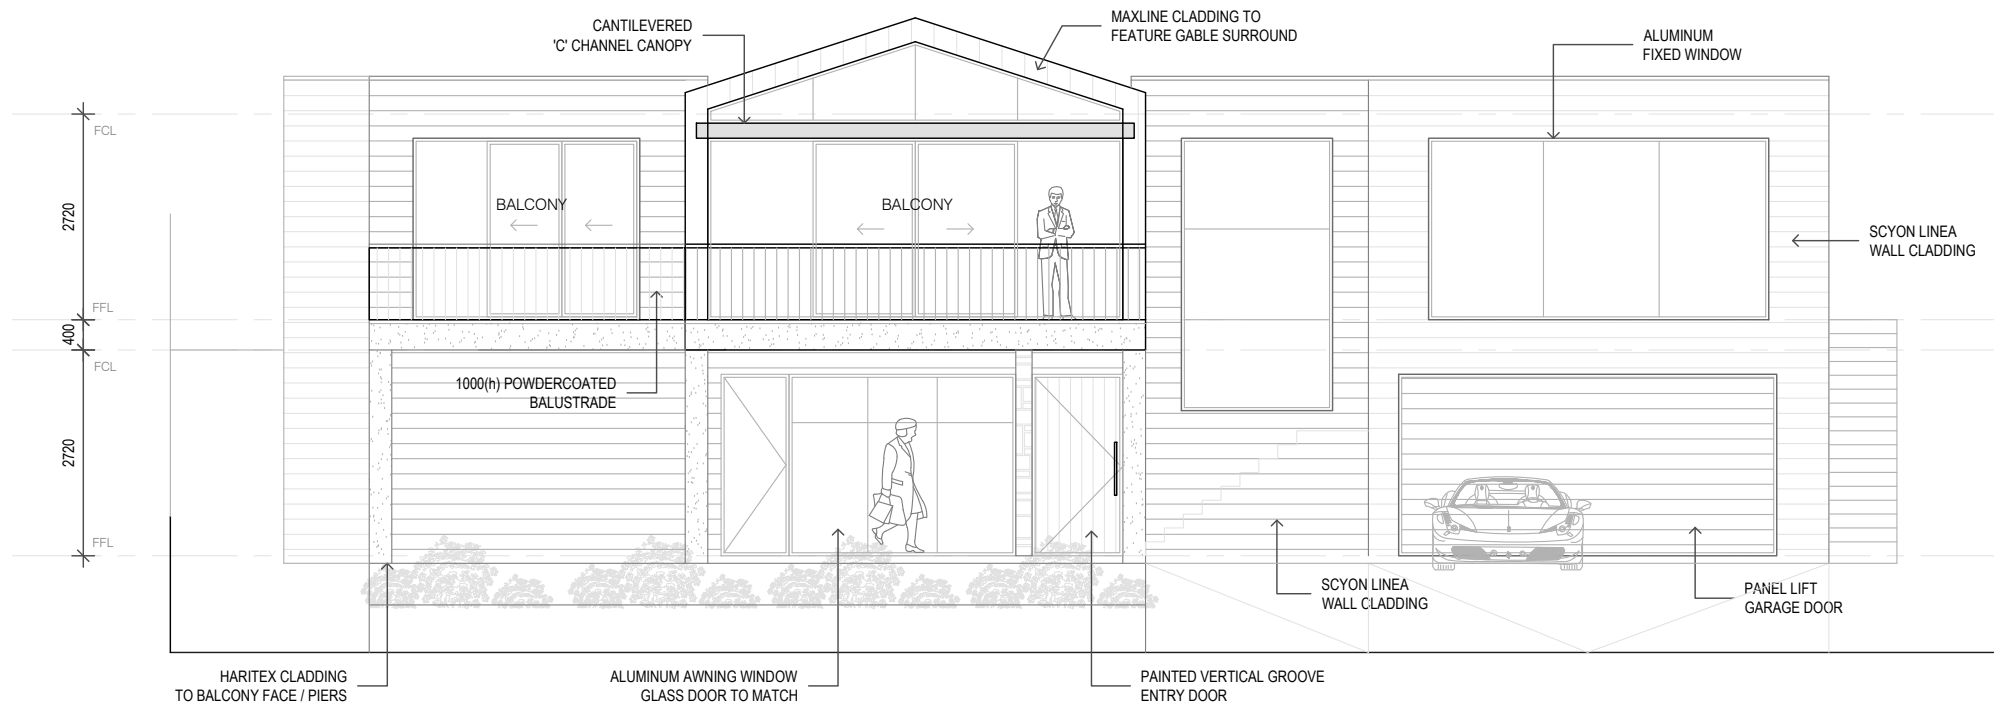 CANTILEVERED
'C' CHANNEL CANOPY
MAXLINE CLADDING TO
FEATURE GABLE SURROUND
ALUMINUM
FIXED WINDOW
FCL
2720
BALCONY
BALCONY
SCYON LINEA
WALL CLADDING
FFL
400
FCL
1000(h) POWDERCOATED
BALUSTRADE
2720
FFL
SCYON LINEA
WALL CLADDING
PANEL LIFT
GARAGE DOOR
HARITEX CLADDING
TO BALCONY FACE / PIERS
ALUMINUM AWNING WINDOW
GLASS DOOR TO MATCH
PAINTED VERTICAL GROOVE
ENTRY DOOR